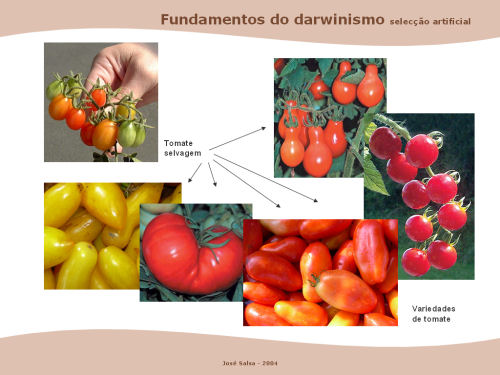 Fundamentos do darwinismo selecção artificial
Tomate
selvagem
Variedades
de tomate
José Salsa - 2004